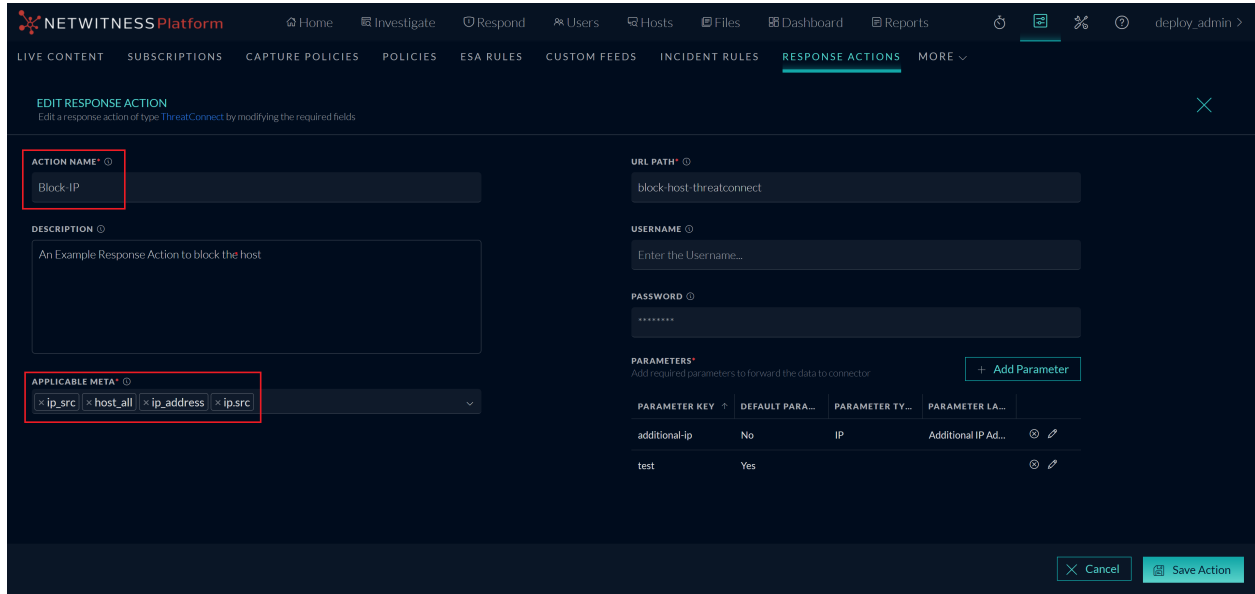 NETWITNESS Platform
Home
Investigate
Respond
Users
Hosts
Files
Dashboard
Reports
deploy_admin >
LIVE CONTENT
SUBSCRIPTIONS
CAPTURE POLICIES
POLICIES
ESA RULES
CUSTOM FEEDS
INCIDENT RULES
RESPONSE ACTIONS
MORE
EDIT RESPONSE ACTION
Edit a response action of type ThreatConnect by modifying the required fields
ACTION NAME*
Block-IP
DESCRIPTION
An Example Response Action to block the host
APPLICABLE META*
× ip_src × host_all × ip_address × ip.src
URL PATH*
block-host-threatconnect
USERNAME
Enter the Username...
PASSWORD
********
PARAMETERS*
Add required parameters to forward the data to connector
+ Add Parameter
PARAMETER KEY ↑ DEFAULT PARA... PARAMETER TY... PARAMETER LA...
additional-ip No IP Additional IP Ad...
test Yes
Cancel
Save Action